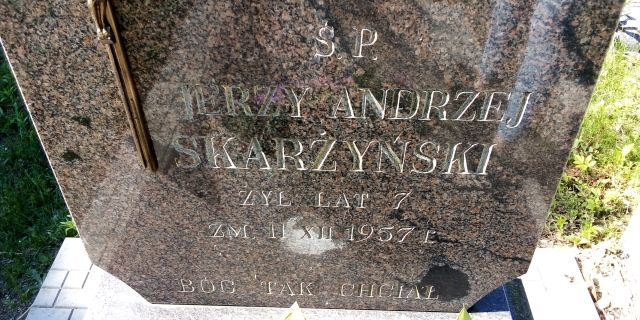 Ś. P.
JERZY ANDRZEJ
SKARŻYŃSKI
ŻYŁ LAT 7
ZM. 11 XII 1957 r
BÓG TAK CHCIAŁ